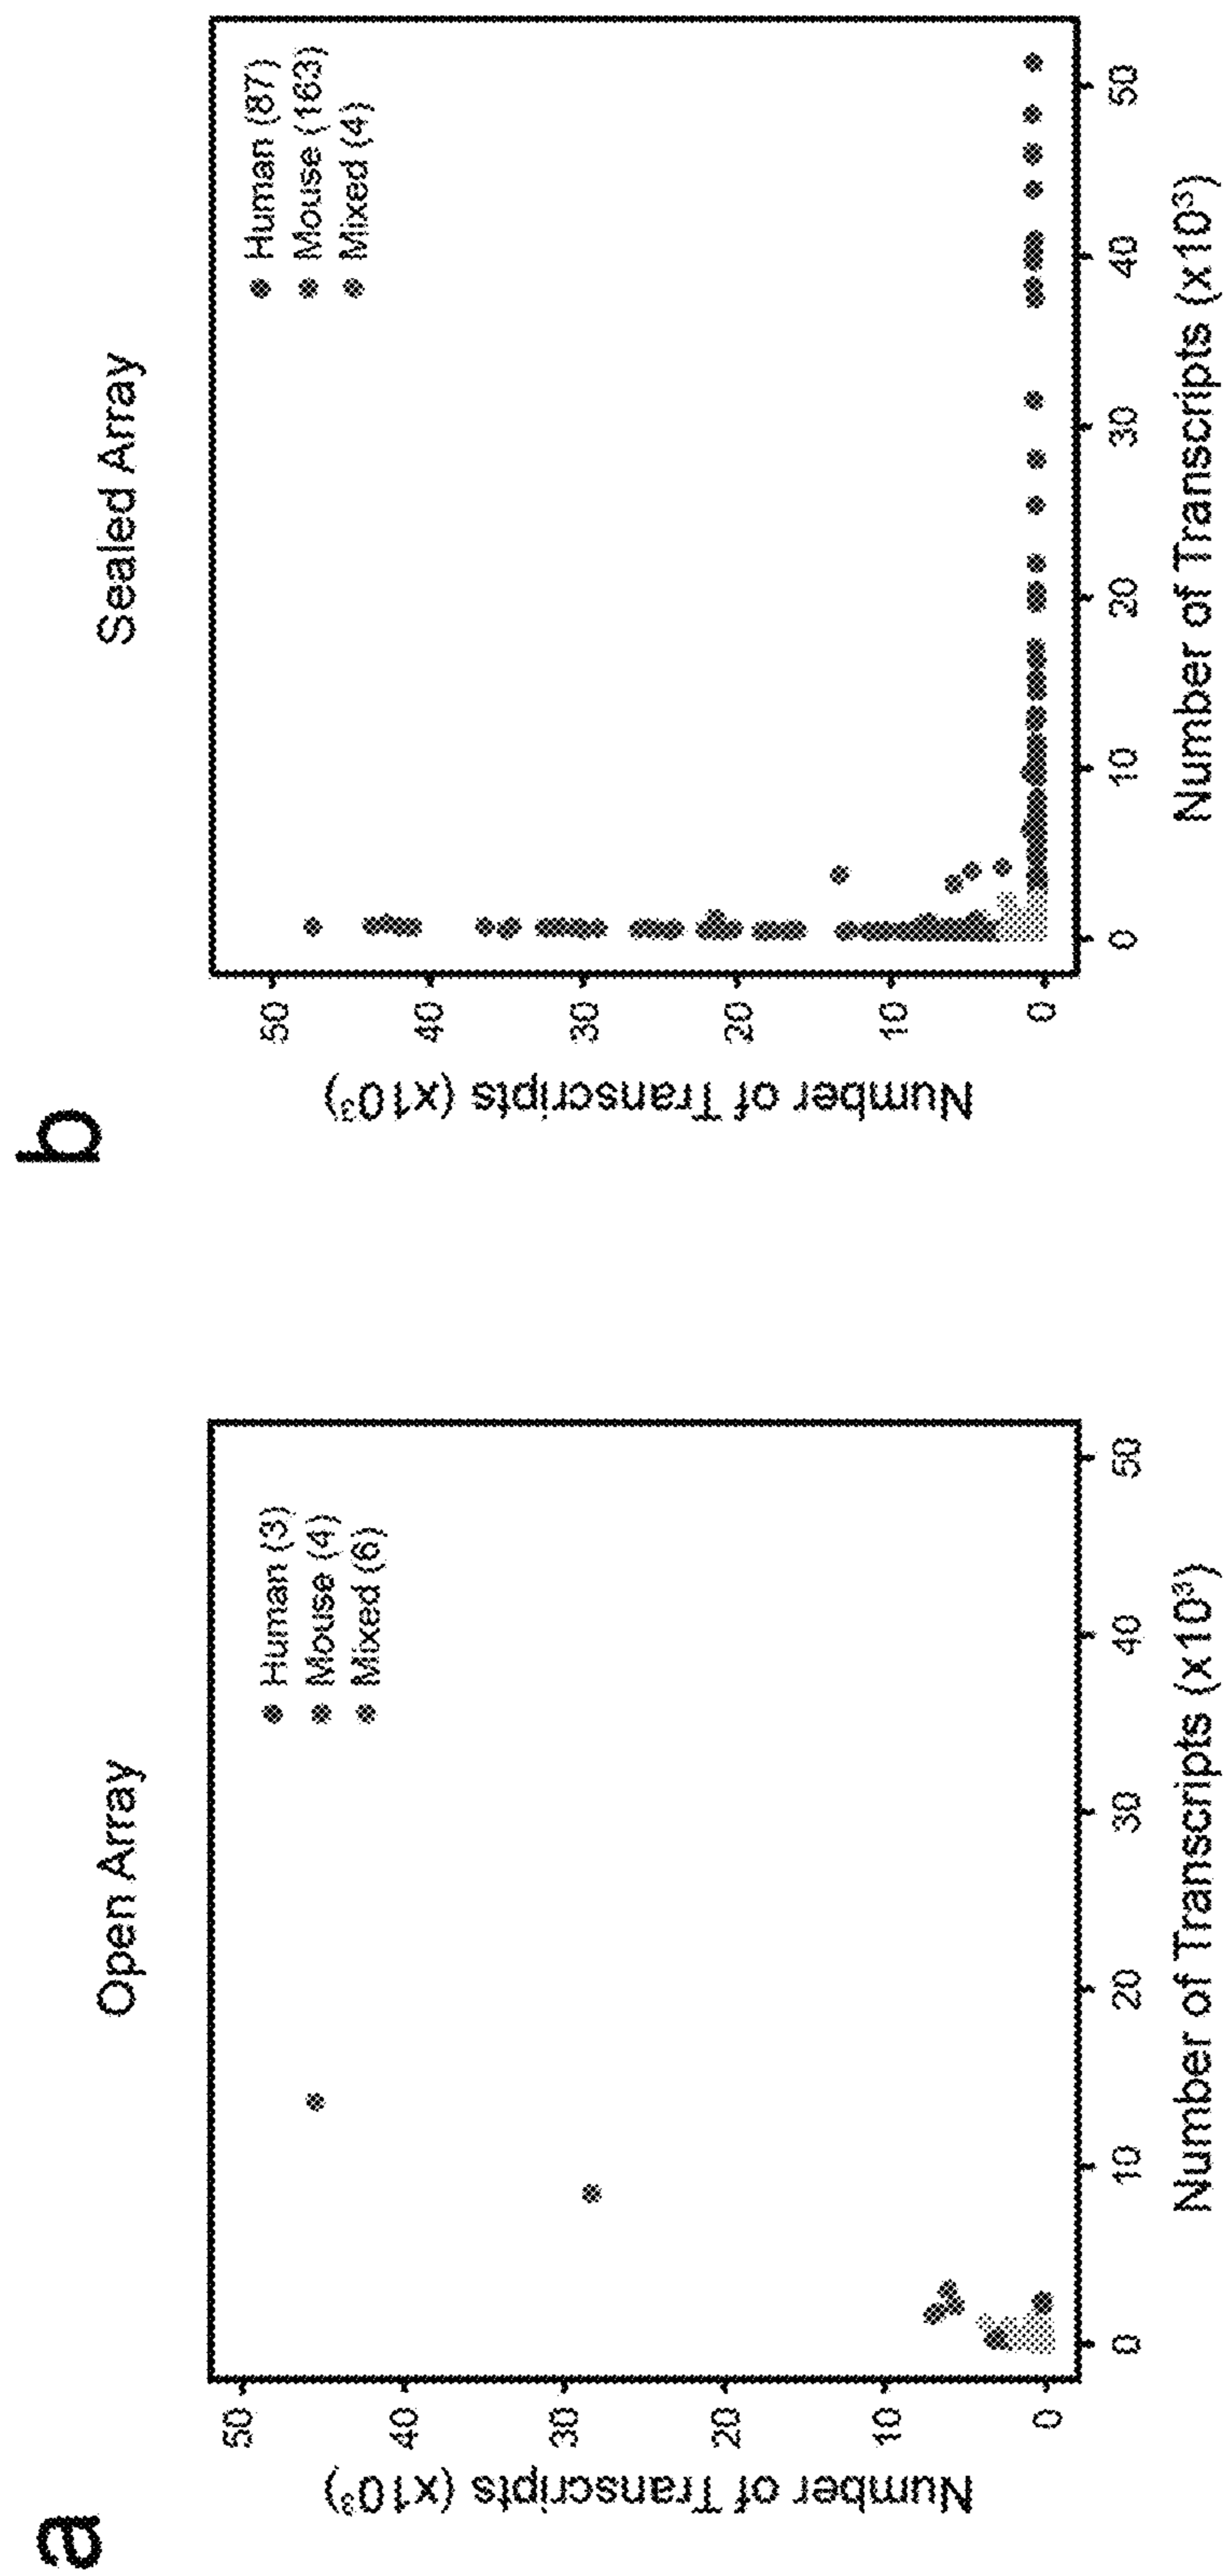 a
Open Array
Human (3)
Mouse (4)
Mixed (6)
50
40
30
20
10
0
Number of Transcripts (x10³)
0
10
20
30
40
50
Number of Transcripts (x10³)
b
Sealed Array
Human (87)
Mouse (163)
Mixed (4)
50
40
30
20
10
0
Number of Transcripts (x10³)
0
10
20
30
40
50
Number of Transcripts (x10³)